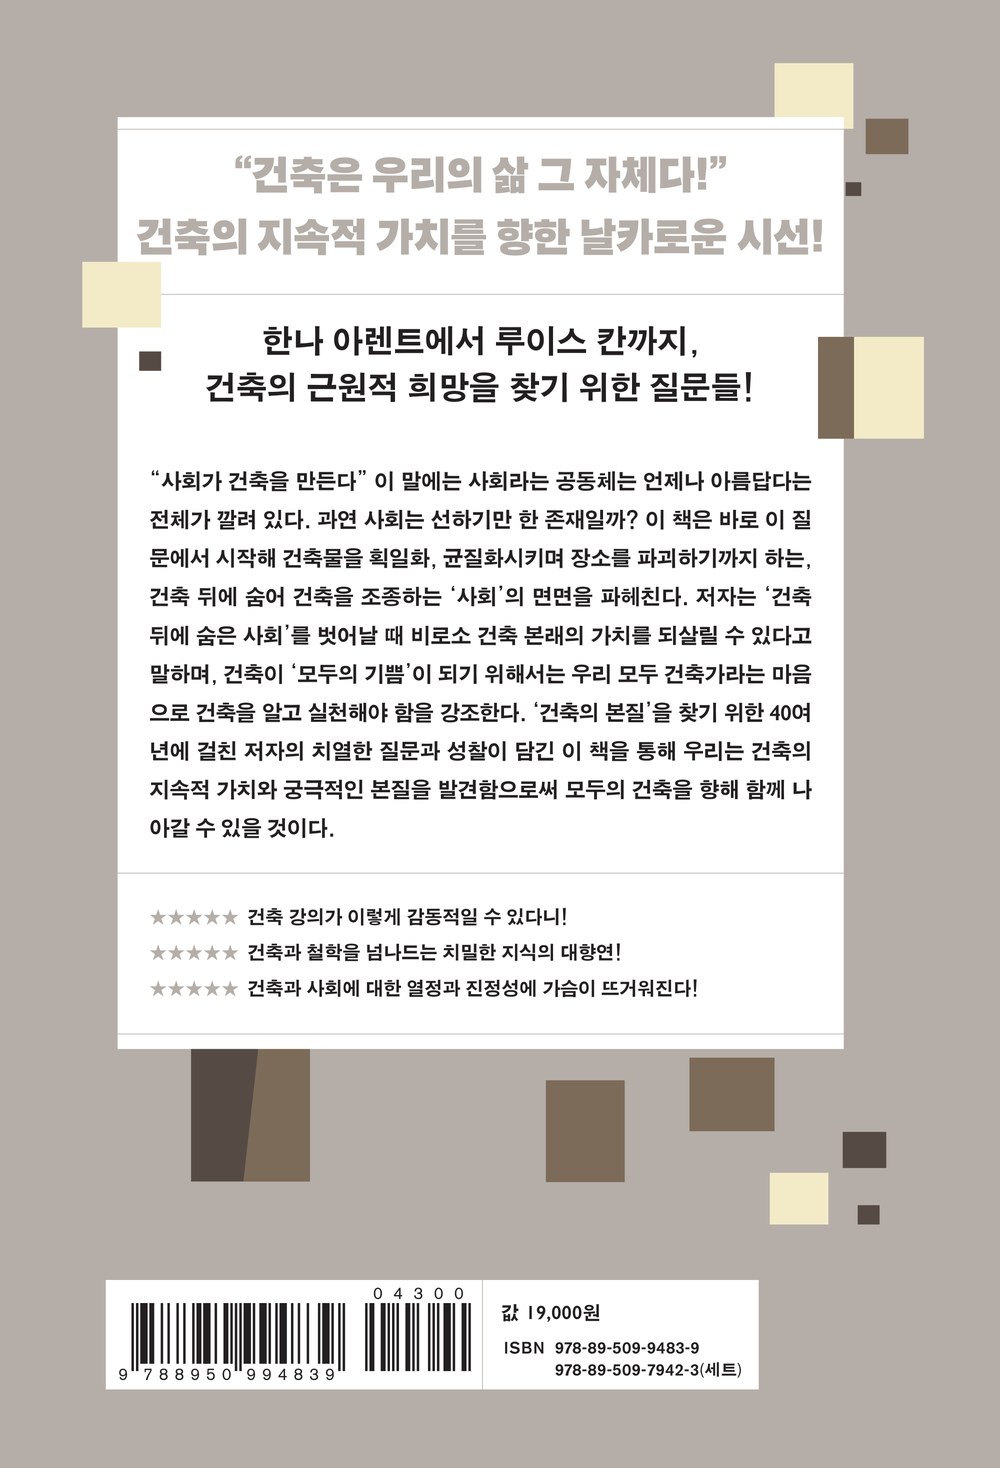 “건축은 우리의 삶 그 자체다!”
건축의 지속적 가치를 향한 날카로운 시선!
한나 아렌트에서 루이스 칸까지,
건축의 근원적 희망을 찾기 위한 질문들!
“사회가 건축을 만든다” 이 말에는 사회라는 공동체는 언제나 아름답다는
전체가 깔려 있다. 과연 사회는 선하기만 한 존재일까? 이 책은 바로 이 질
문에서 시작해 건축물을 획일화, 균질화시키며 장소를 파괴하기까지 하는,
건축 뒤에 숨어 건축을 조종하는 ‘사회’의 면면을 파헤친다. 저자는 ‘건축
뒤에 숨은 사회’를 벗어날 때 비로소 건축 본래의 가치를 되살릴 수 있다고
말하며, 건축이 ‘모두의 기쁨’이 되기 위해서는 우리 모두 건축가라는 마음
으로 건축을 알고 실천해야 함을 강조한다. ‘건축의 본질’을 찾기 위한 40여
년에 걸친 저자의 치열한 질문과 성찰이 담긴 이 책을 통해 우리는 건축의
지속적 가치와 궁극적인 본질을 발견함으로써 모두의 건축을 향해 함께 나
아갈 수 있을 것이다.
★★★★★ 건축 강의가 이렇게 감동적일 수 있다니!
★★★★★ 건축과 철학을 넘나드는 치밀한 지식의 대향연!
★★★★★ 건축과 사회에 대한 열정과 진정성에 가슴이 뜨거워진다!
04300
9 788950 994839
값 19,000원
ISBN 978-89-509-9483-9
978-89-509-7942-3(세트)